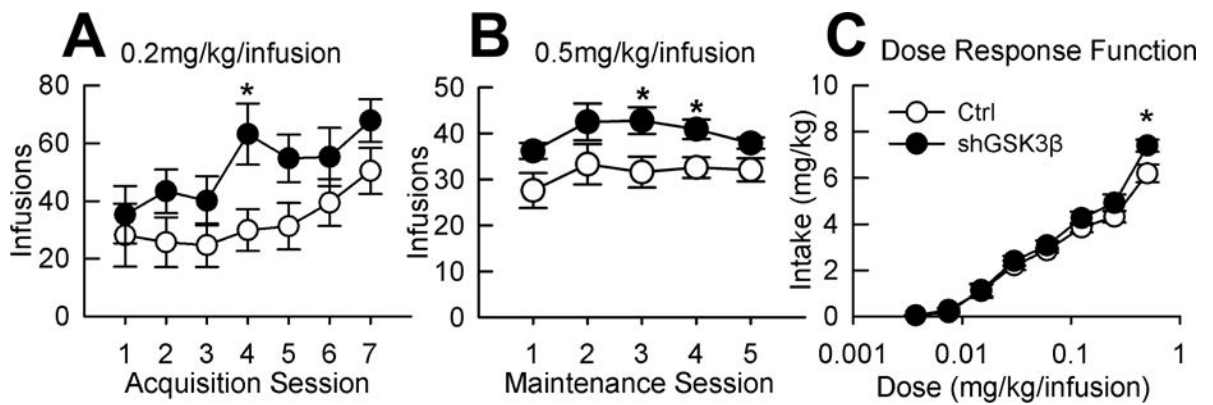 A 0.2mg/kg/infusion
80
60
40
20
0
Infusions
*
1 2 3 4 5 6 7
Acquisition Session
B 0.5mg/kg/infusion
50
40
30
20
10
0
Infusions
* *
1 2 3 4 5
Maintenance Session
C Dose Response Function
10
8
6
4
2
0
Intake (mg/kg)
Ctrl
shGSK3β
*
0.001 0.01 0.1 1
Dose (mg/kg/infusion)